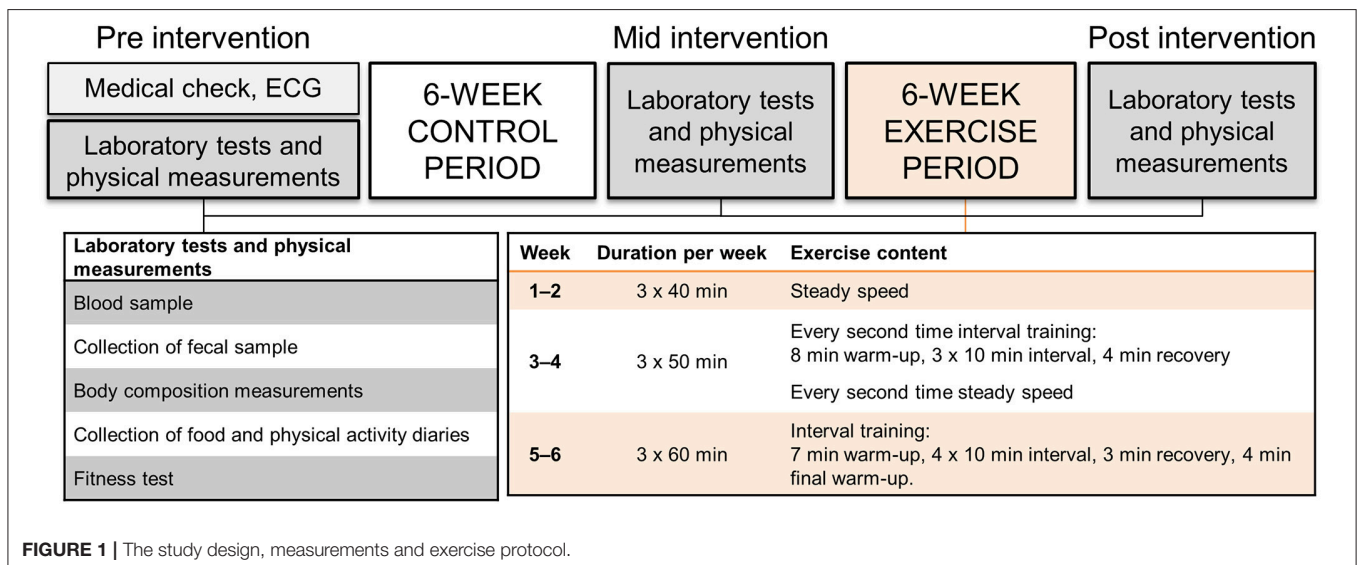 Pre intervention
Mid intervention
Post intervention
Medical check, ECG
Laboratory tests and
physical measurements
6-WEEK
CONTROL
PERIOD
Laboratory tests
and physical
measurements
6-WEEK
EXERCISE
PERIOD
Laboratory tests
and physical
measurements
Laboratory tests and physical
measurements
Blood sample
Collection of fecal sample
Body composition measurements
Collection of food and physical activity diaries
Fitness test
Week Duration per week Exercise content
1–2 3 x 40 min Steady speed
3–4 3 x 50 min Every second time interval training:
8 min warm-up, 3 x 10 min interval, 4 min recovery
Every second time steady speed
5–6 3 x 60 min Interval training:
7 min warm-up, 4 x 10 min interval, 3 min recovery, 4 min
final warm-up.
FIGURE 1 | The study design, measurements and exercise protocol.